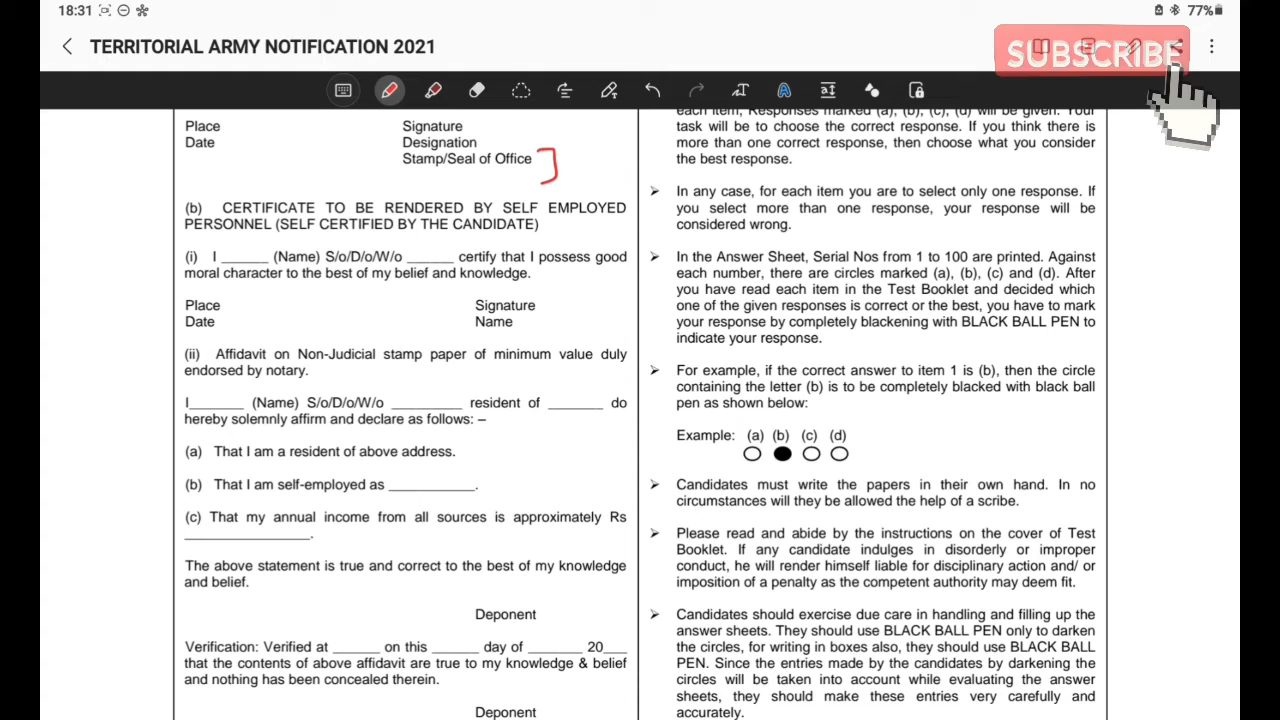 18:31
77%
TERRITORIAL ARMY NOTIFICATION 2021
SUBSCRIBE
Place Signature
Date Designation
Stamp/Seal of Office
(b) CERTIFICATE TO BE RENDERED BY SELF EMPLOYED
PERSONNEL (SELF CERTIFIED BY THE CANDIDATE)
(i) I ______ (Name) S/o/D/o/W/o ______ certify that I possess good
moral character to the best of my belief and knowledge.
Place Signature
Date Name
(ii) Affidavit on Non-Judicial stamp paper of minimum value duly
endorsed by notary.
I_______ (Name) S/o/D/o/W/o _________ resident of _______ do
hereby solemnly affirm and declare as follows: –
(a) That I am a resident of above address.
(b) That I am self-employed as ___________.
(c) That my annual income from all sources is approximately Rs
________________.
The above statement is true and correct to the best of my knowledge
and belief.
Deponent
Verification: Verified at ______ on this ______ day of _______ 20___
that the contents of above affidavit are true to my knowledge & belief
and nothing has been concealed therein.
Deponent
each item, Responses marked (a), (b), (c), (d) will be given. Your
task will be to choose the correct response. If you think there is
more than one correct response, then choose what you consider
the best response.
➢ In any case, for each item you are to select only one response. If
you select more than one response, your response will be
considered wrong.
➢ In the Answer Sheet, Serial Nos from 1 to 100 are printed. Against
each number, there are circles marked (a), (b), (c) and (d). After
you have read each item in the Test Booklet and decided which
one of the given responses is correct or the best, you have to mark
your response by completely blackening with BLACK BALL PEN to
indicate your response.
➢ For example, if the correct answer to item 1 is (b), then the circle
containing the letter (b) is to be completely blacked with black ball
pen as shown below:
Example: (a) (b) (c) (d)
➢ Candidates must write the papers in their own hand. In no
circumstances will they be allowed the help of a scribe.
➢ Please read and abide by the instructions on the cover of Test
Booklet. If any candidate indulges in disorderly or improper
conduct, he will render himself liable for disciplinary action and/ or
imposition of a penalty as the competent authority may deem fit.
➢ Candidates should exercise due care in handling and filling up the
answer sheets. They should use BLACK BALL PEN only to darken
the circles, for writing in boxes also, they should use BLACK BALL
PEN. Since the entries made by the candidates by darkening the
circles will be taken into account while evaluating the answer
sheets, they should make these entries very carefully and
accurately.